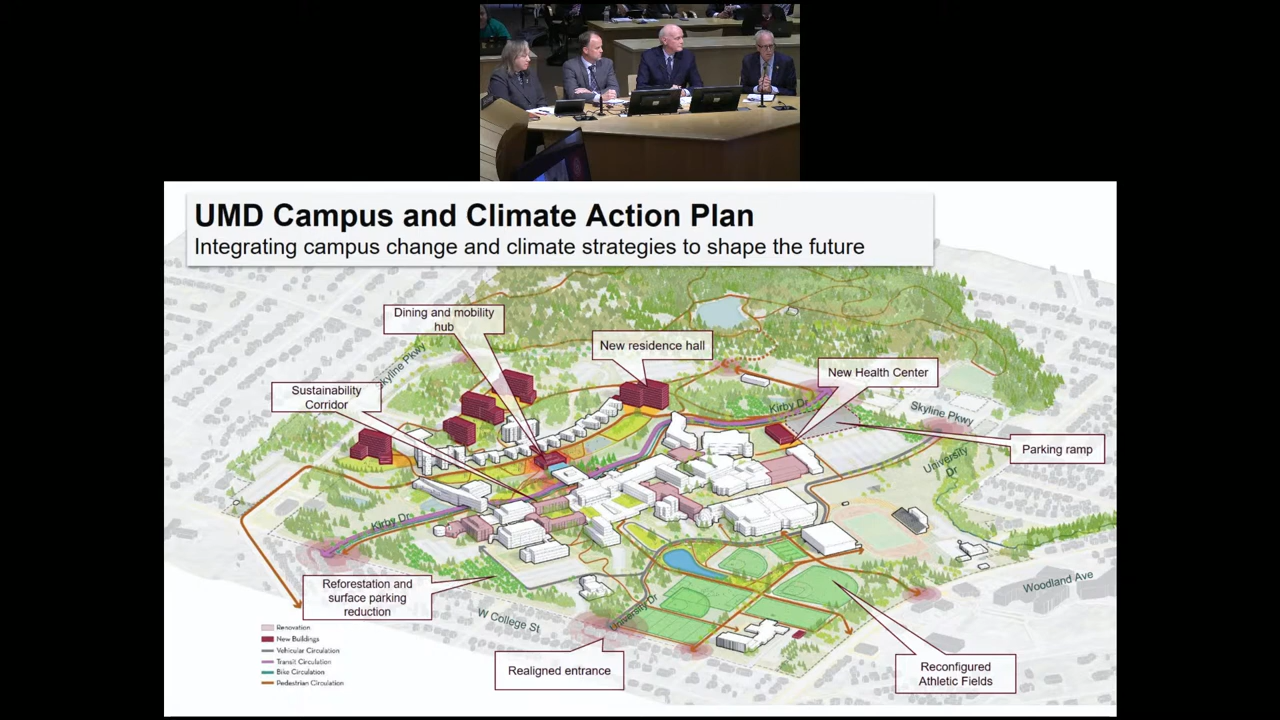 UMD Campus and Climate Action Plan
Integrating campus change and climate strategies to shape the future
Dining and mobility
hub
Skyline Pkwy
New residence hall
New Health Center
Sustainability
Corridor
Kirby Dr
Skyline Pkwy
Parking ramp
University
Dr
Kirby Dr
Reforestation and
surface parking
reduction
Woodland Ave
University Dr
W College St
Renovation
New Buildings
Vehicular Circulation
Transit Circulation
Bike Circulation
Pedestrian Circulation
Realigned entrance
Reconfigured
Athletic Fields